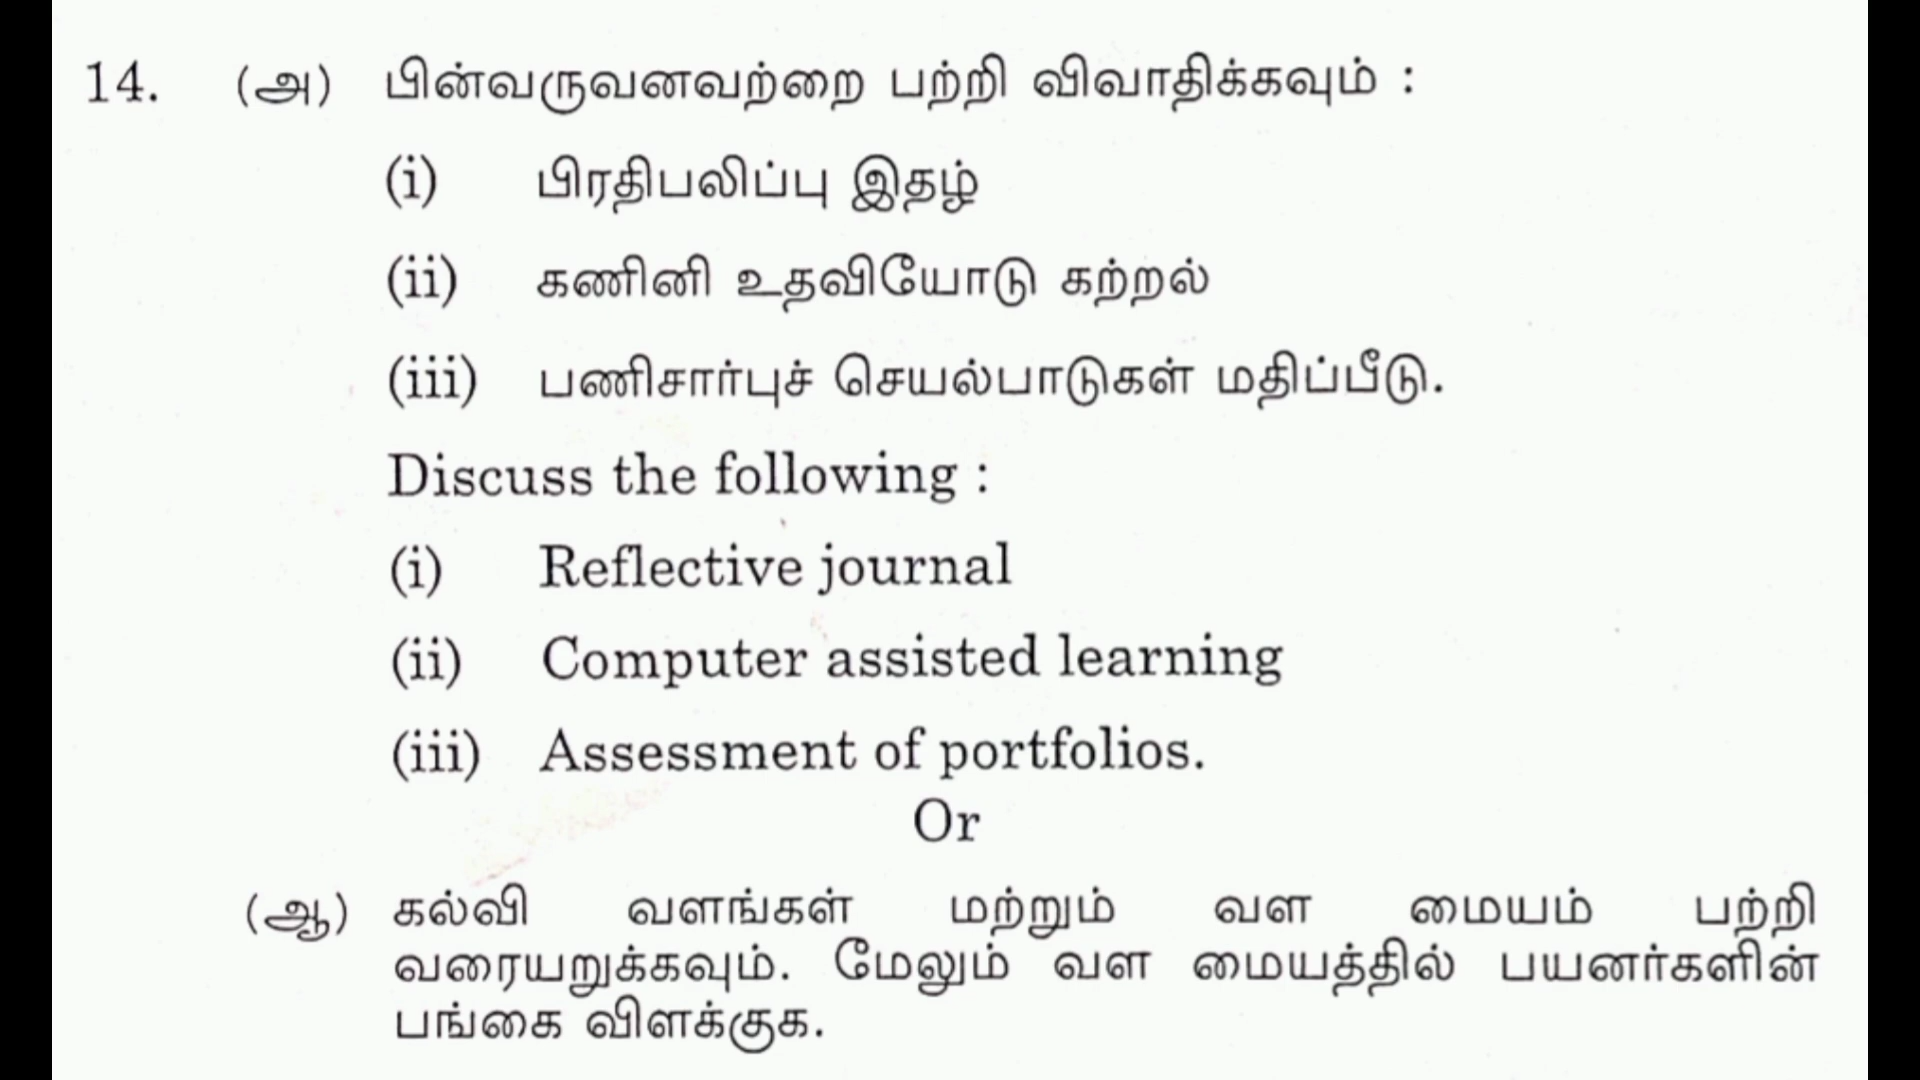 14. (அ) பின்வருவனவற்றை பற்றி விவாதிக்கவும் :
(i) பிரதிபலிப்பு இதழ்
(ii) கணினி உதவியோடு கற்றல்
(iii) பணிசார்புச் செயல்பாடுகள் மதிப்பீடு.
Discuss the following :
(i) Reflective journal
(ii) Computer assisted learning
(iii) Assessment of portfolios.
Or
(ஆ) கல்வி வளங்கள் மற்றும் வள மையம் பற்றி
வரையறுக்கவும். மேலும் வள மையத்தில் பயனர்களின்
பங்கை விளக்குக.